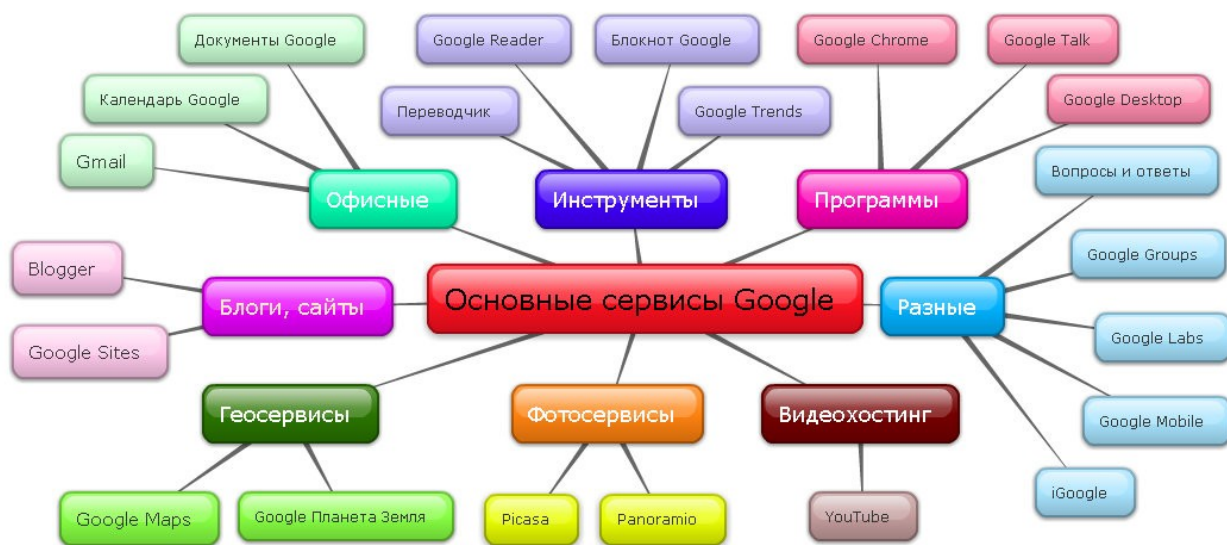 Документы Google
Google Reader
Блокнот Google
Google Chrome
Google Talk
Календарь Google
Переводчик
Google Trends
Google Desktop
Gmail
Офисные
Инструменты
Программы
Вопросы и ответы
Blogger
Блоги, сайты
Основные сервисы Google
Разные
Google Groups
Google Sites
Google Labs
Геосервисы
Фотосервисы
Видеохостинг
Google Mobile
Google Maps
Google Планета Земля
Picasa
Panoramio
YouTube
iGoogle